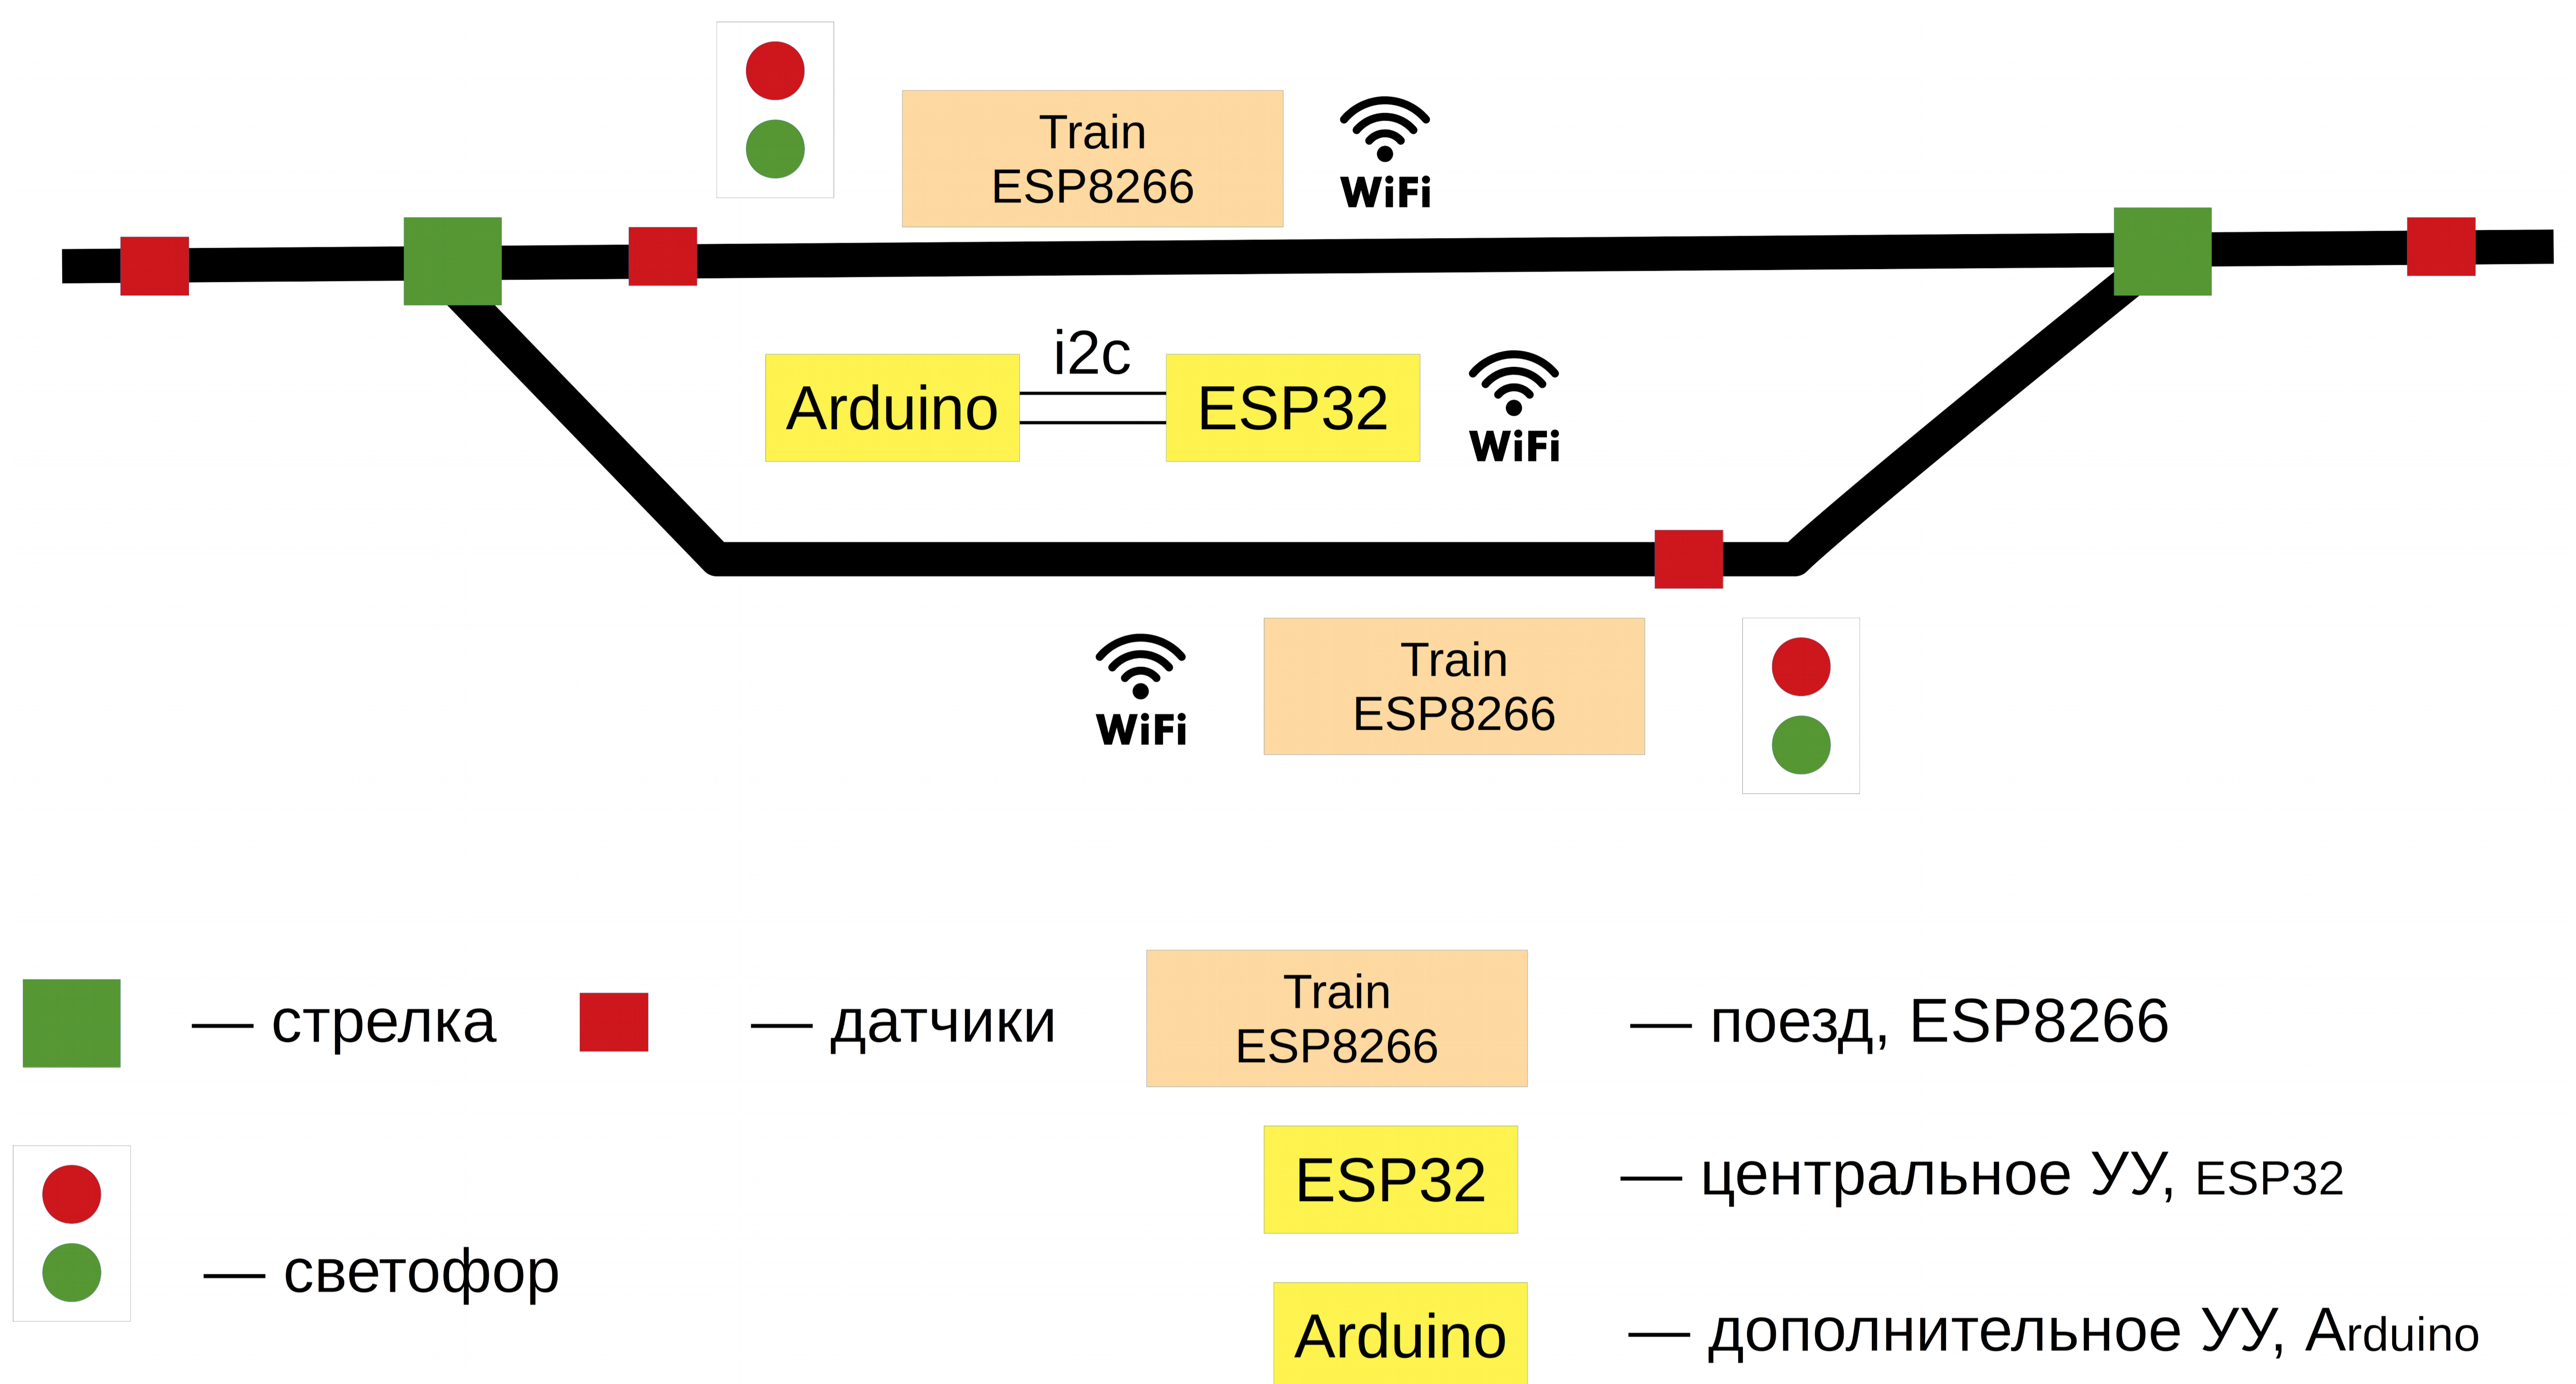 Train
ESP8266
WiFi
i2c
Arduino
ESP32
WiFi
WiFi
Train
ESP8266
— стрелка
— датчики
Train
ESP8266
— поезд, ESP8266
ESP32
— центральное УУ, ESP32
— светофор
Arduino
— дополнительное УУ, Arduino